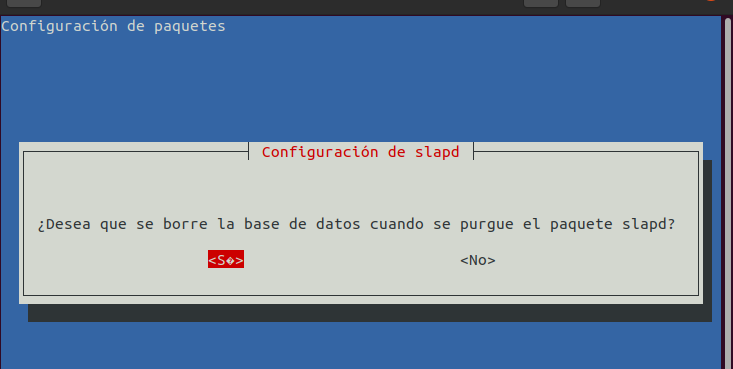 Configuración de paquetes
Configuración de slapd
¿Desea que se borre la base de datos cuando se purgue el paquete slapd?
<S�> <No>